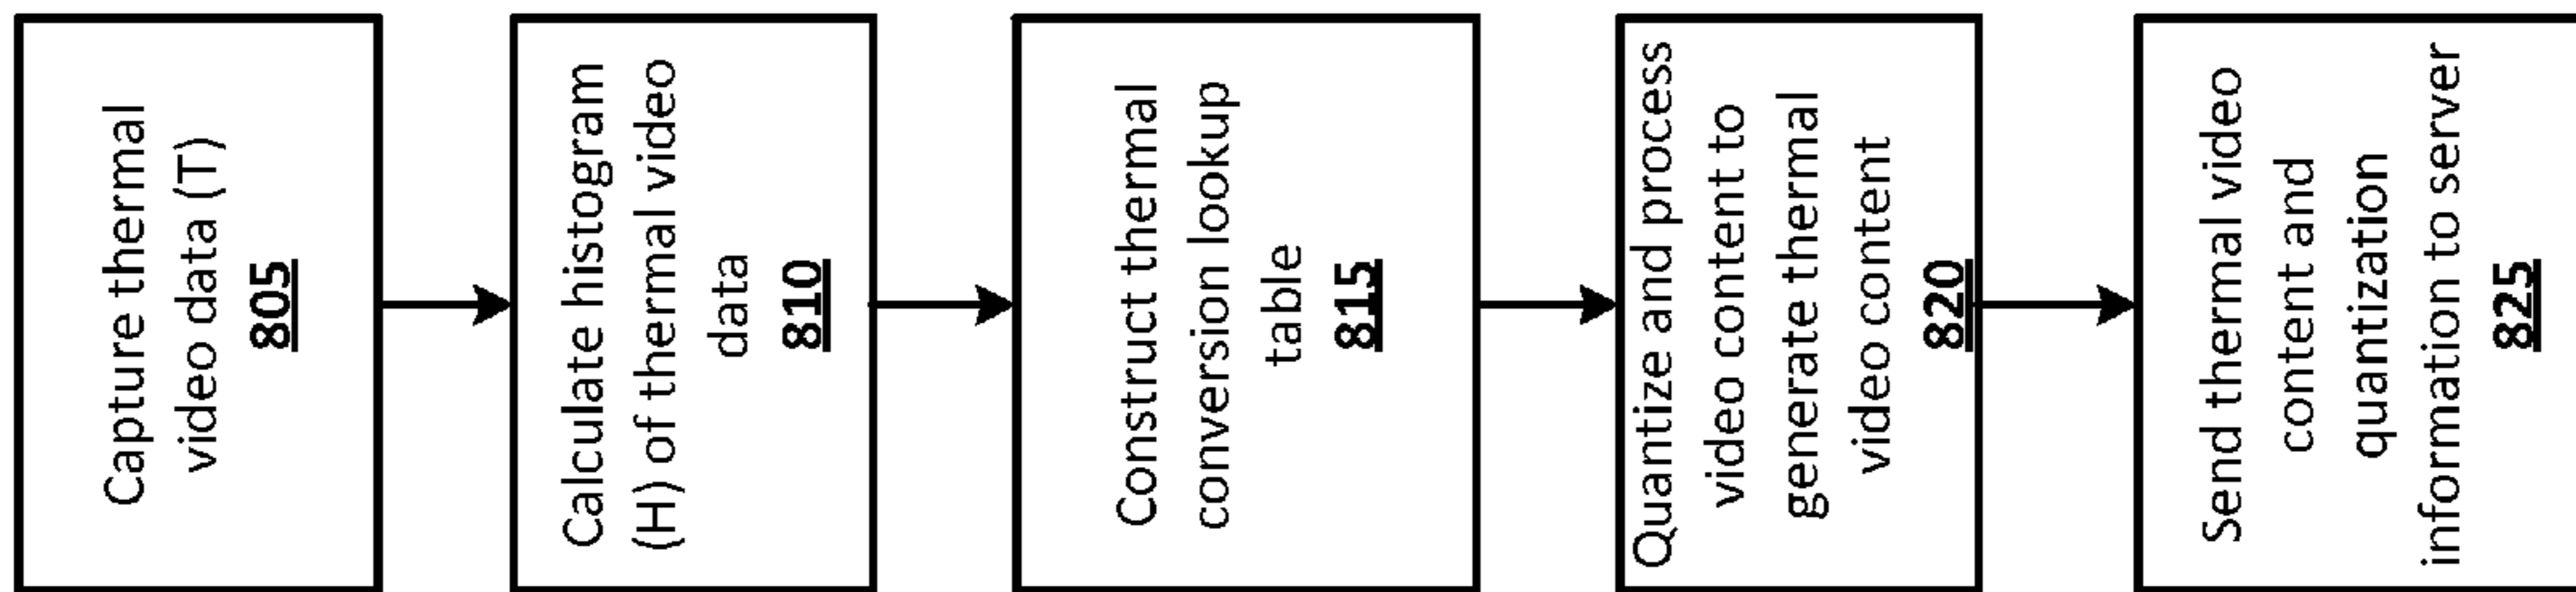 Capture thermal
video data (T)
805
Calculate histogram
(H) of thermal video
data
810
Construct thermal
conversion lookup
table
815
Quantize and process
video content to
generate thermal
video content
820
Send thermal video
content and
quantization
information to server
825